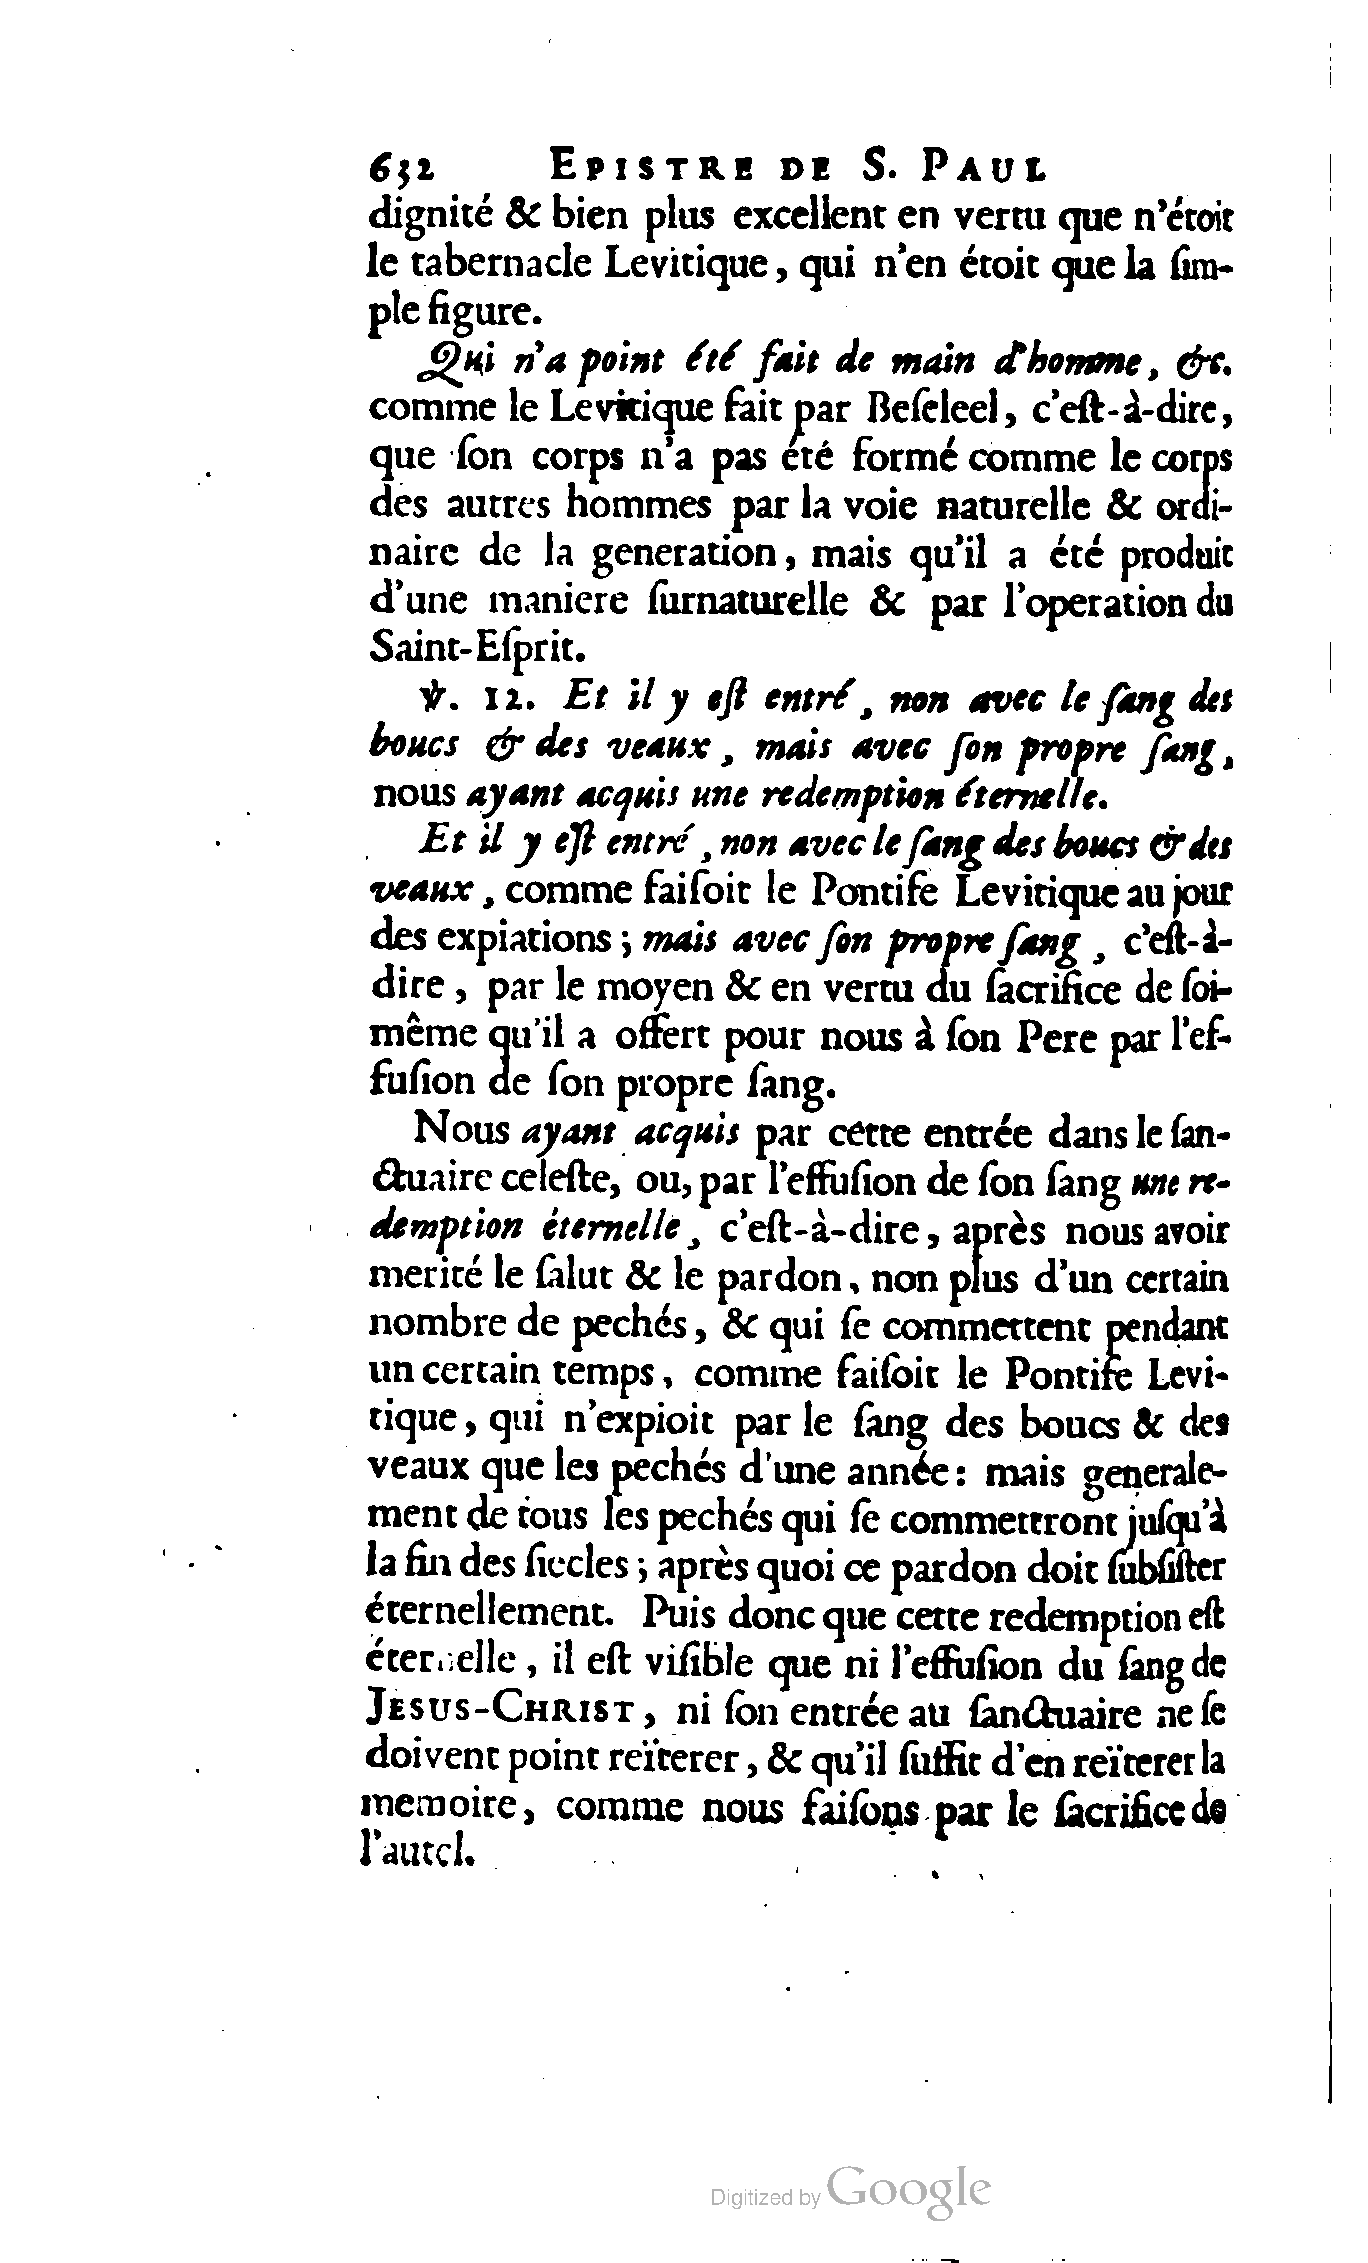 632 EPISTRE DE S. PAUL
dignité & bien plus excellent en vertu que n'étoit
le tabernacle Levitique, qui n'en étoit que la ſim-
ple figure.
Qui n'a point été fait de main d'homme, &c.
comme le Levitique fait par Beſeleel, c'eſt-à-dire,
que ſon corps n'a pas été formé comme le corps
des autres hommes par la voie naturelle & ordi-
naire de la generation, mais qu'il a été produit
d'une maniere ſurnaturelle & par l'operation du
Saint-Eſprit.
℣. 12. Et il y eſt entré, non avec le ſang des
boucs & des veaux, mais avec ſon propre ſang,
nous ayant acquis une redemption éternelle.
Et il y eſt entré, non avec le ſang des boucs & des
veaux, comme faiſoit le Pontife Levitique au jour
des expiations; mais avec ſon propre ſang, c'eſt-à-
dire, par le moyen & en vertu du ſacrifice de ſoi-
même qu'il a offert pour nous à ſon Pere par l'ef-
fuſion de ſon propre ſang.
Nous ayant acquis par cette entrée dans le ſan-
ctuaire celeſte, ou, par l'effuſion de ſon ſang une re-
demption éternelle, c'eſt-à-dire, après nous avoir
merité le ſalut & le pardon, non plus d'un certain
nombre de pechés, & qui ſe commettent pendant
un certain temps, comme faiſoit le Pontife Levi-
tique, qui n'expioit par le ſang des boucs & des
veaux que les pechés d'une année: mais generale-
ment de tous les pechés qui ſe commettront juſqu'à
la fin des ſiecles; après quoi ce pardon doit ſubſiſter
éternellement. Puis donc que cette redemption eſt
éternelle, il eſt viſible que ni l'effuſion du ſang de
JESUS-CHRIST, ni ſon entrée au ſanctuaire ne ſe
doivent point reïterer, & qu'il ſuffit d'en reïterer la
memoire, comme nous faiſons par le ſacrifice de
l'autel.
Digitized by Google